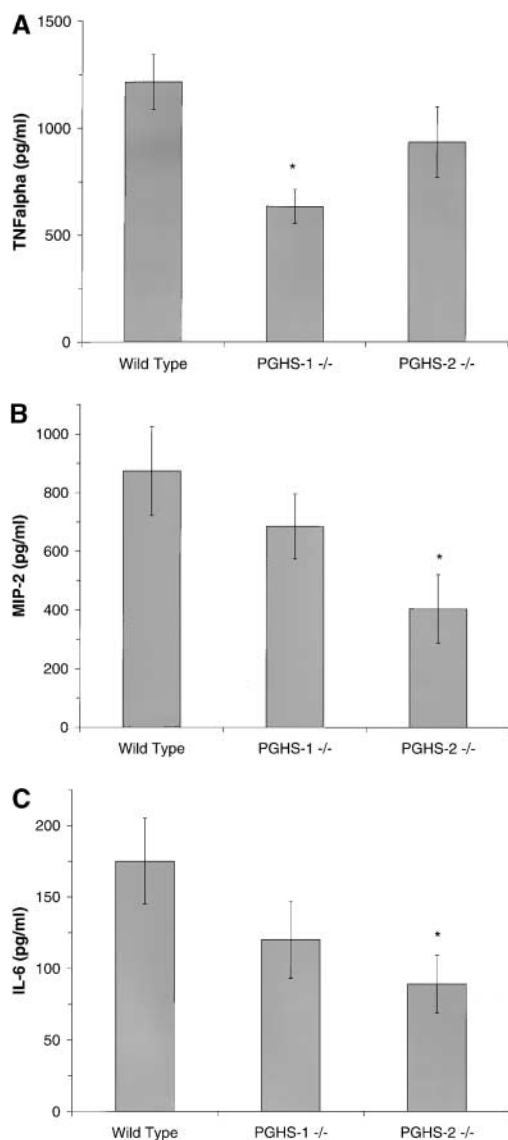 A
TNFalpha (pg/ml)
1500
1000
500
0
*
Wild Type PGHS-1 -/- PGHS-2 -/-
B
MIP-2 (pg/ml)
1000
800
600
400
200
0
*
Wild Type PGHS-1 -/- PGHS-2 -/-
C
IL-6 (pg/ml)
200
150
100
50
0
*
Wild Type PGHS-1 -/- PGHS-2 -/-